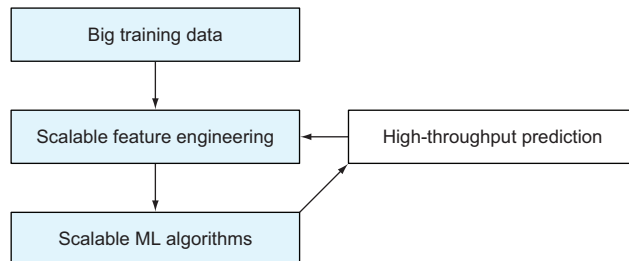 Big training data
Scalable feature engineering
High-throughput prediction
Scalable ML algorithms